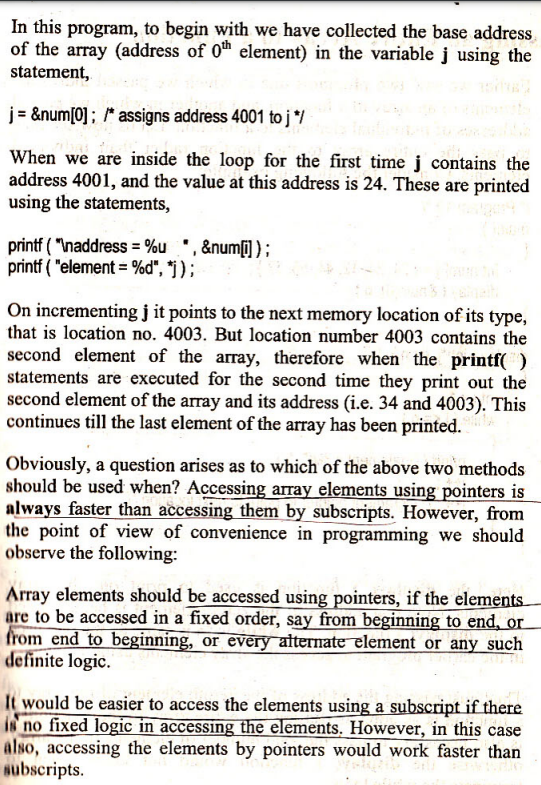 In this program, to begin with we have collected the base address
of the array (address of 0th element) in the variable j using the
statement,
j = &num[0] ; /* assigns address 4001 to j */
When we are inside the loop for the first time j contains the
address 4001, and the value at this address is 24. These are printed
using the statements,
printf ( "\naddress = %u ", &num[i] ) ;
printf ( "element = %d", *j ) ;
On incrementing j it points to the next memory location of its type,
that is location no. 4003. But location number 4003 contains the
second element of the array, therefore when the printf( )
statements are executed for the second time they print out the
second element of the array and its address (i.e. 34 and 4003). This
continues till the last element of the array has been printed.
Obviously, a question arises as to which of the above two methods
should be used when? Accessing array elements using pointers is
always faster than accessing them by subscripts. However, from
the point of view of convenience in programming we should
observe the following:
Array elements should be accessed using pointers, if the elements
are to be accessed in a fixed order, say from beginning to end, or
from end to beginning, or every alternate element or any such
definite logic.
It would be easier to access the elements using a subscript if there
is no fixed logic in accessing the elements. However, in this case
also, accessing the elements by pointers would work faster than
subscripts.